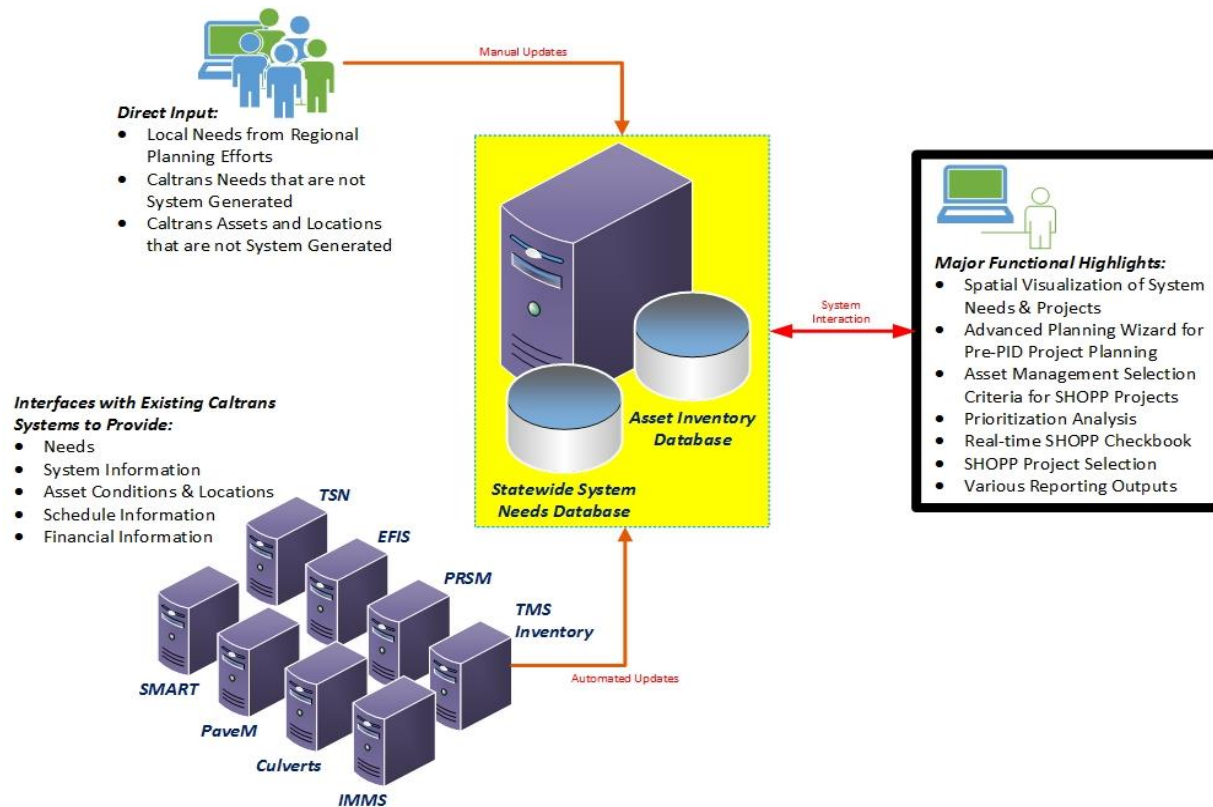 Manual Updates
Direct Input:
• Local Needs from Regional
Planning Efforts
• Caltrans Needs that are not
System Generated
• Caltrans Assets and Locations
that are not System Generated
Asset Inventory
Database
Statewide System
Needs Database
System
Interaction
Major Functional Highlights:
• Spatial Visualization of System
Needs & Projects
• Advanced Planning Wizard for
Pre-PID Project Planning
• Asset Management Selection
Criteria for SHOPP Projects
• Prioritization Analysis
• Real-time SHOPP Checkbook
• SHOPP Project Selection
• Various Reporting Outputs
Interfaces with Existing Caltrans
Systems to Provide:
• Needs
• System Information
• Asset Conditions & Locations
• Schedule Information
• Financial Information
TSN
EFIS
PRSM
TMS
Inventory
SMART
PaveM
Culverts
IMMS
Automated Updates